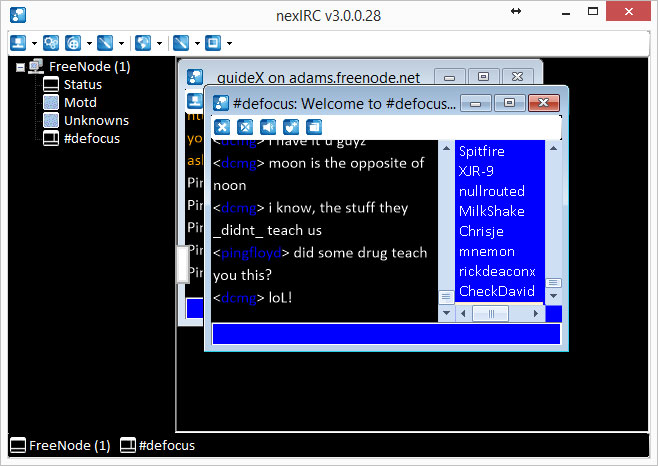 nexIRC v3.0.0.28
FreeNode (1)
Status
Motd
Unknowns
#defocus
guideX on adams.freenode.net
#defocus: Welcome to #defocus...
yo
ask
Pin
Pin
Pin
Pin
Pin
<dcmg> i have it u guyz
<dcmg> moon is the opposite of
noon
<dcmg> i know, the stuff they
_didnt_ teach us
<pingfloyd> did some drug teach
you this?
<dcmg> loL!
Spitfire
XJR-9
nullrouted
MilkShake
Chrisje
mnemon
rickdeaconx
CheckDavid
FreeNode (1)
#defocus